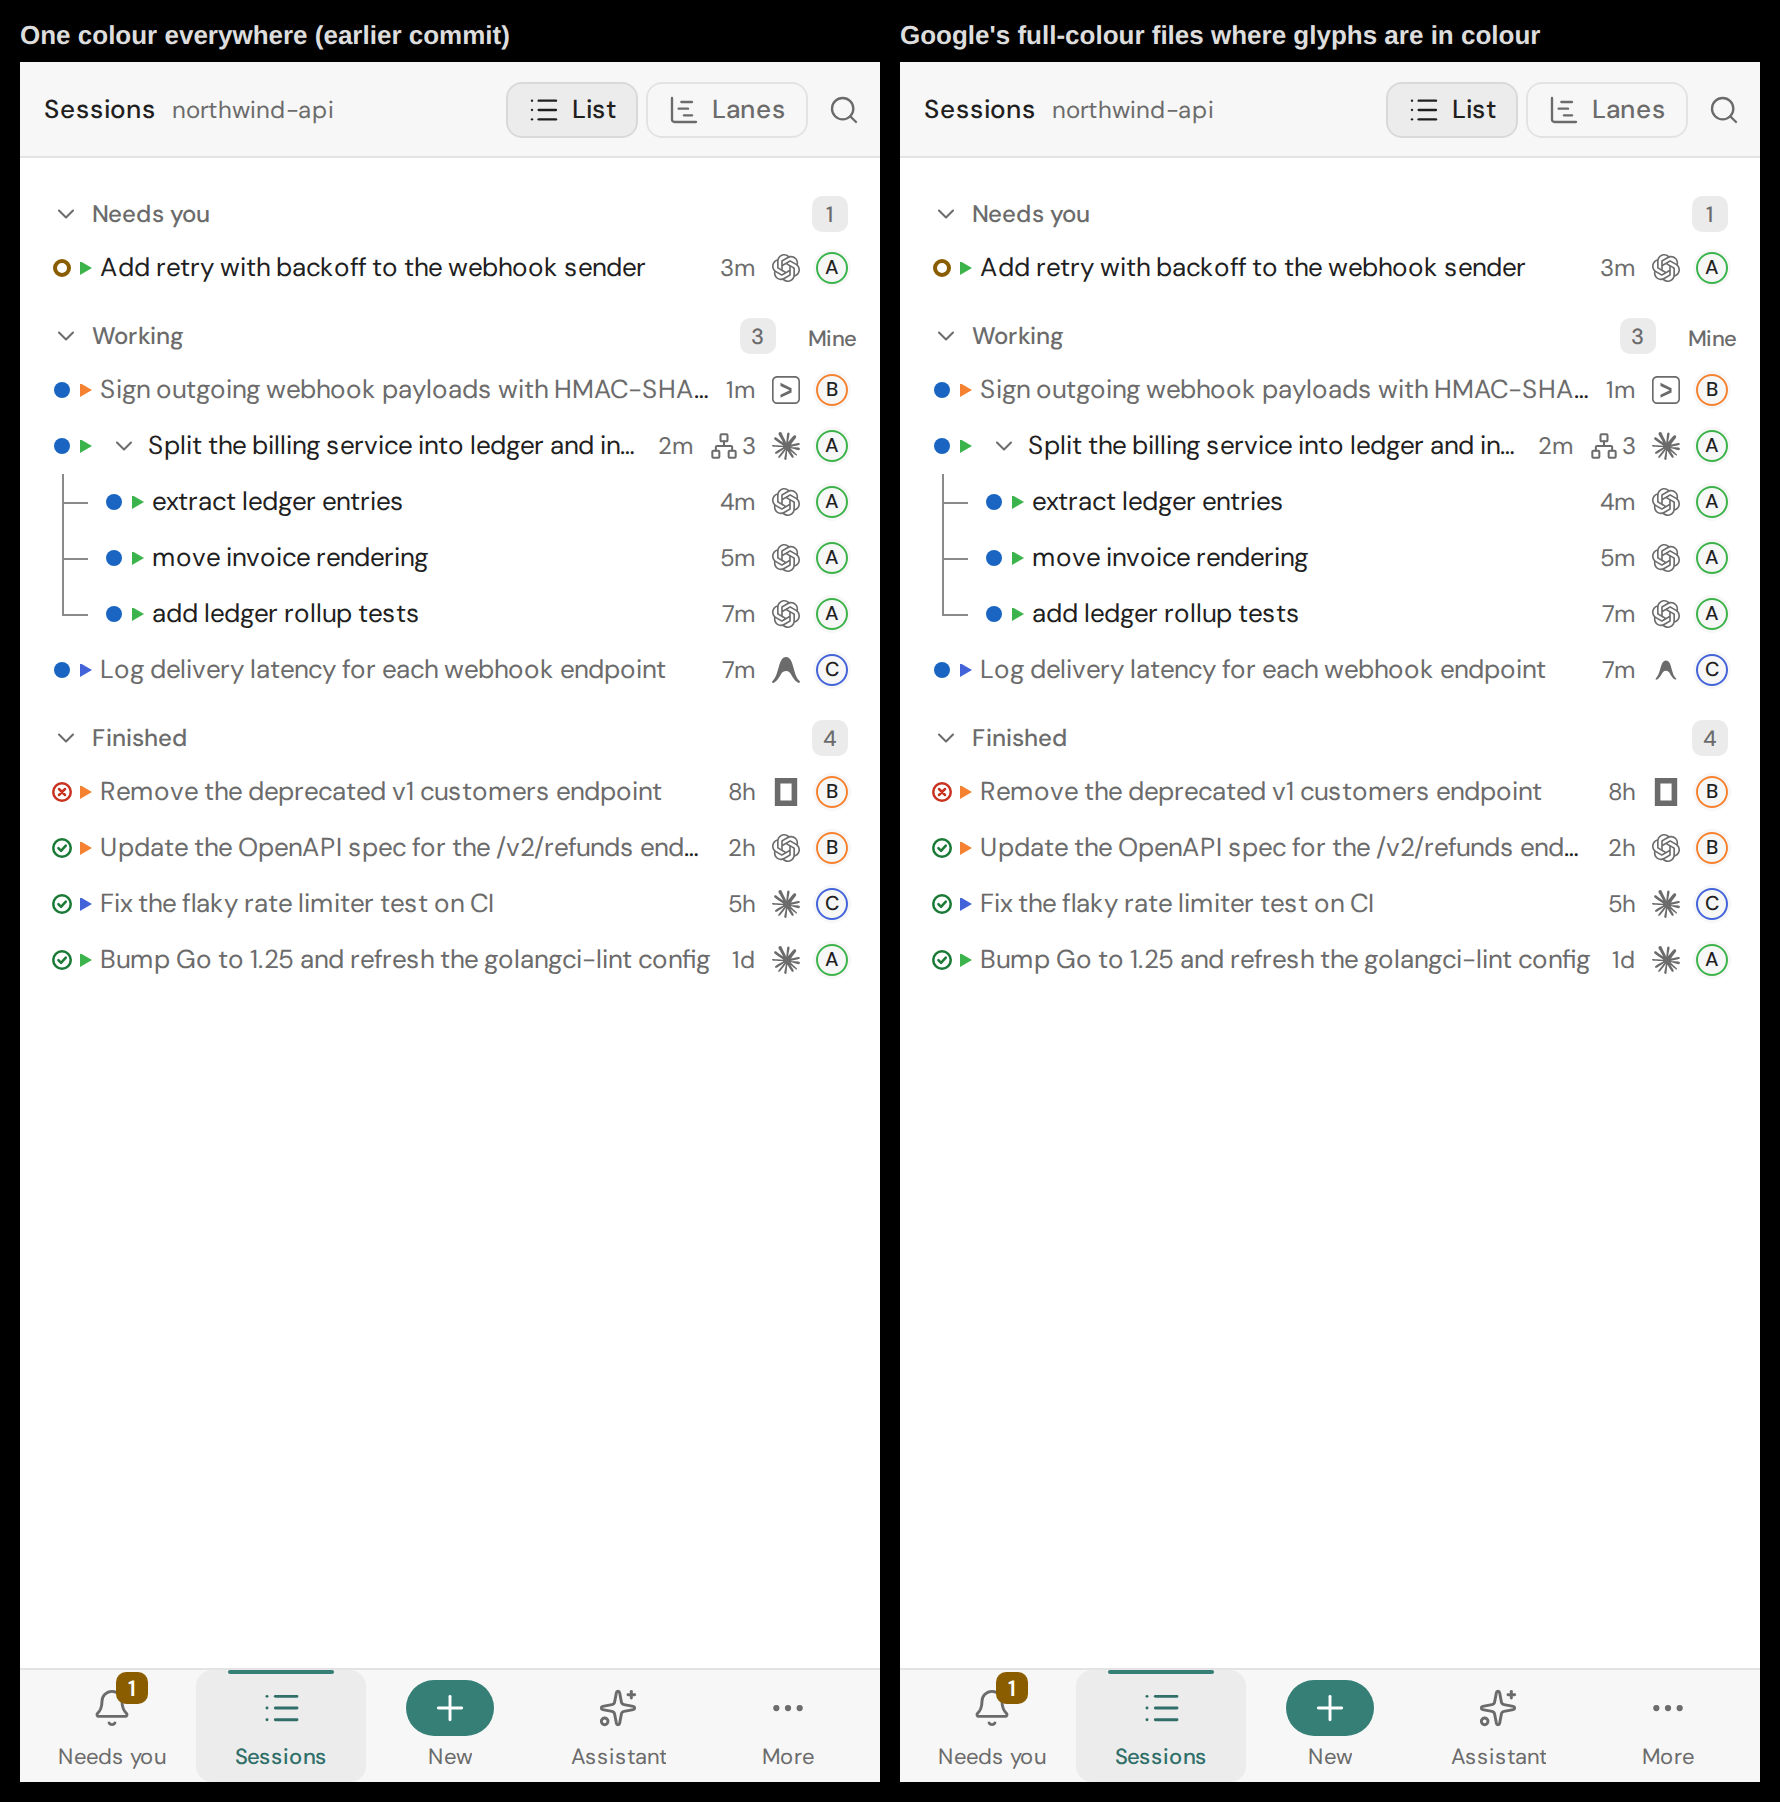 One colour everywhere (earlier commit)
Sessions northwind-api List Lanes
Needs you 1
Add retry with backoff to the webhook sender 3m A
Working 3 Mine
Sign outgoing webhook payloads with HMAC-SHA... 1m B
Split the billing service into ledger and in... 2m 3 A
extract ledger entries 4m A
move invoice rendering 5m A
add ledger rollup tests 7m A
Log delivery latency for each webhook endpoint 7m C
Finished 4
Remove the deprecated v1 customers endpoint 8h B
Update the OpenAPI spec for the /v2/refunds end... 2h B
Fix the flaky rate limiter test on CI 5h C
Bump Go to 1.25 and refresh the golangci-lint config 1d A
1
Needs you Sessions New Assistant More
Google's full-colour files where glyphs are in colour
Sessions northwind-api List Lanes
Needs you 1
Add retry with backoff to the webhook sender 3m A
Working 3 Mine
Sign outgoing webhook payloads with HMAC-SHA... 1m B
Split the billing service into ledger and in... 2m 3 A
extract ledger entries 4m A
move invoice rendering 5m A
add ledger rollup tests 7m A
Log delivery latency for each webhook endpoint 7m C
Finished 4
Remove the deprecated v1 customers endpoint 8h B
Update the OpenAPI spec for the /v2/refunds end... 2h B
Fix the flaky rate limiter test on CI 5h C
Bump Go to 1.25 and refresh the golangci-lint config 1d A
1
Needs you Sessions New Assistant More